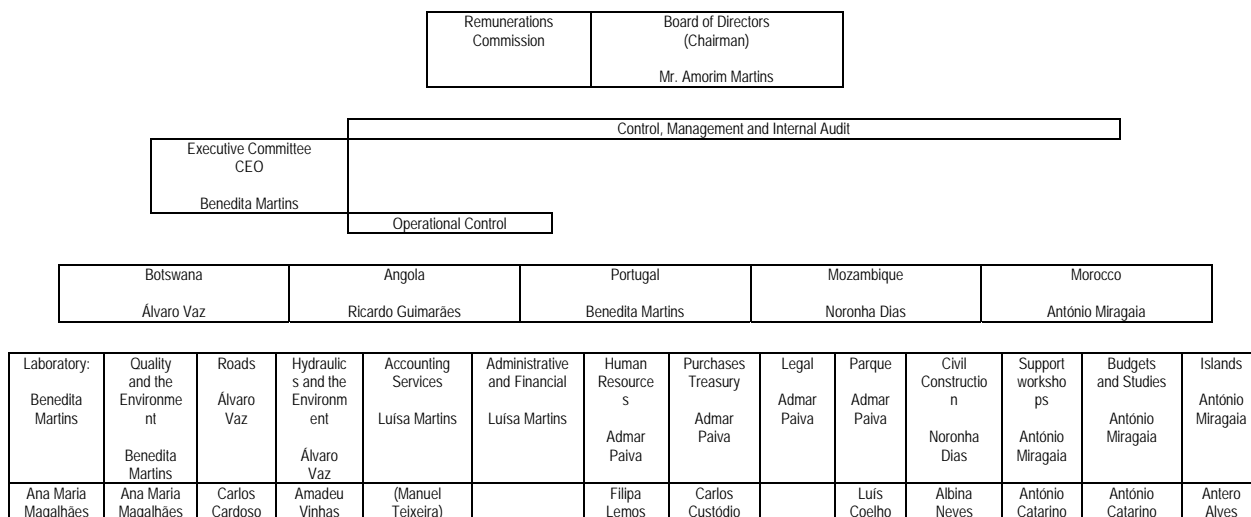 Remunerations
Commission
Board of Directors
(Chairman)
Mr. Amorim Martins
Control, Management and Internal Audit
Executive Committee
CEO
Benedita Martins
Operational Control
Botswana
Álvaro Vaz
Angola
Ricardo Guimarães
Portugal
Benedita Martins
Mozambique
Noronha Dias
Morocco
António Miragaia
Laboratory:
Benedita
Martins
Quality
and the
Environme
nt
Benedita
Martins
Roads
Álvaro
Vaz
Hydraulic
s and the
Environm
ent
Álvaro
Vaz
Accounting
Services
Luísa Martins
Administrative
and Financial
Luísa Martins
Human
Resource
s
Admar
Paiva
Purchases
Treasury
Admar
Paiva
Legal
Admar
Paiva
Parque
Admar
Paiva
Civil
Constructio
n
Noronha
Dias
Support
worksho
ps
António
Miragaia
Budgets
and Studies
António
Miragaia
Islands
António
Miragaia
Ana Maria
Magalhães
Ana Maria
Magalhães
Carlos
Cardoso
Amadeu
Vinhas
(Manuel
Teixeira)
Filipa
Lemos
Carlos
Custódio
Luís
Coelho
Albina
Neves
António
Catarino
António
Catarino
Antero
Alves